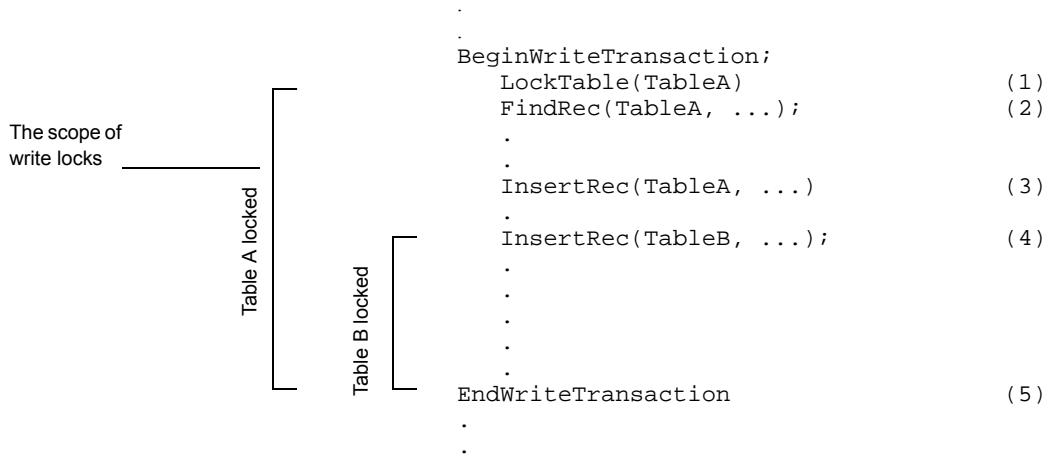 .
.
BeginWriteTransaction;
LockTable(TableA) (1)
FindRec(TableA, ...); (2)
The scope of
write locks
.
.
InsertRec(TableA, ...) (3)
.
InsertRec(TableB, ...); (4)
Table A locked
Table B locked
.
.
.
.
.
EndWriteTransaction (5)
.
.